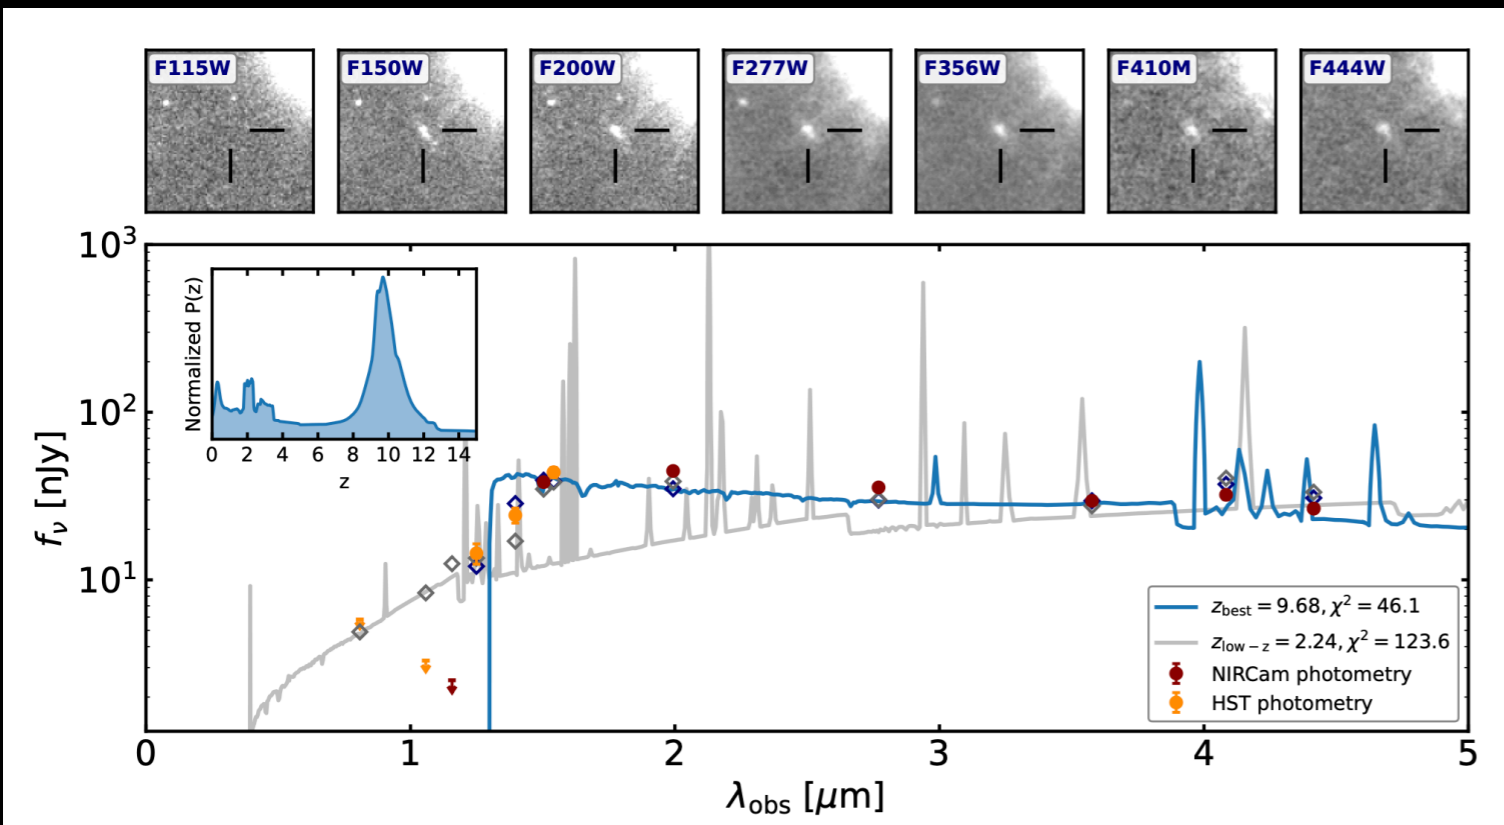 F115W
F150W
F200W
F277W
F356W
F410M
F444W
10³
10²
10¹
f_ν [nJy]
Normalized P(z)
0 2 4 6 8 10 12 14
z
z_best = 9.68, χ² = 46.1
z_low−z = 2.24, χ² = 123.6
NIRCam photometry
HST photometry
0 1 2 3 4 5
λ_obs [μm]